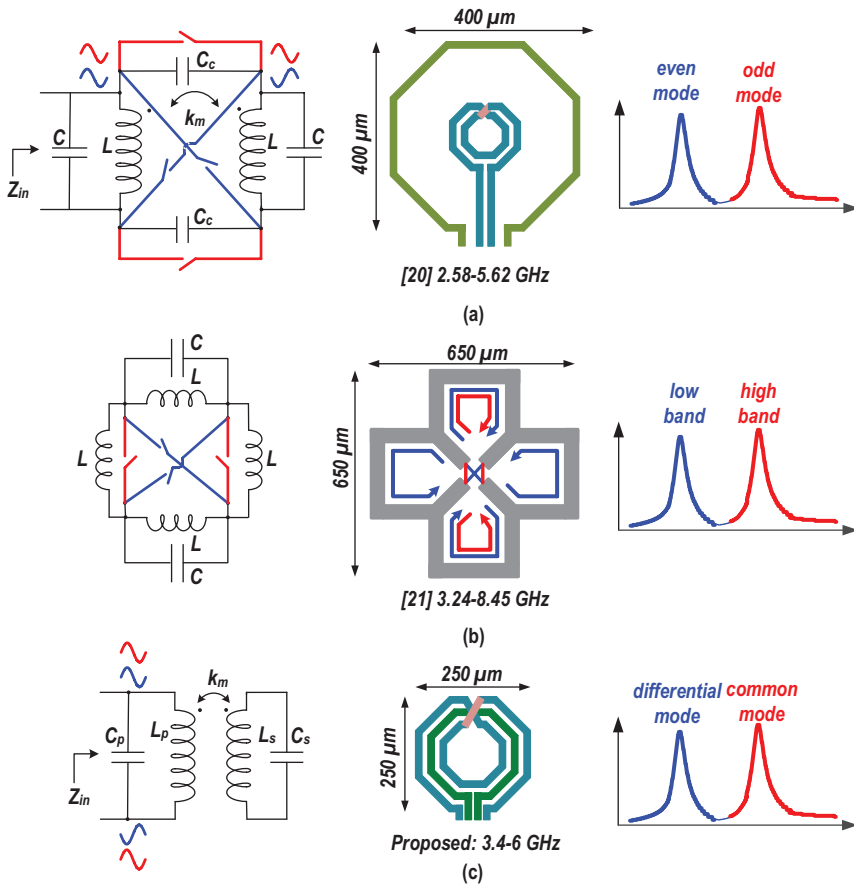 400 µm
C_c
k_m
C
L
L
C
Z_in
C_c
400 µm
[20] 2.58-5.62 GHz
even
mode
odd
mode
(a)
C
L
L
L
L
C
650 µm
650 µm
[21] 3.24-8.45 GHz
low
band
high
band
(b)
k_m
C_p
L_p
L_s
C_s
Z_in
250 µm
250 µm
Proposed: 3.4-6 GHz
differential
mode
common
mode
(c)